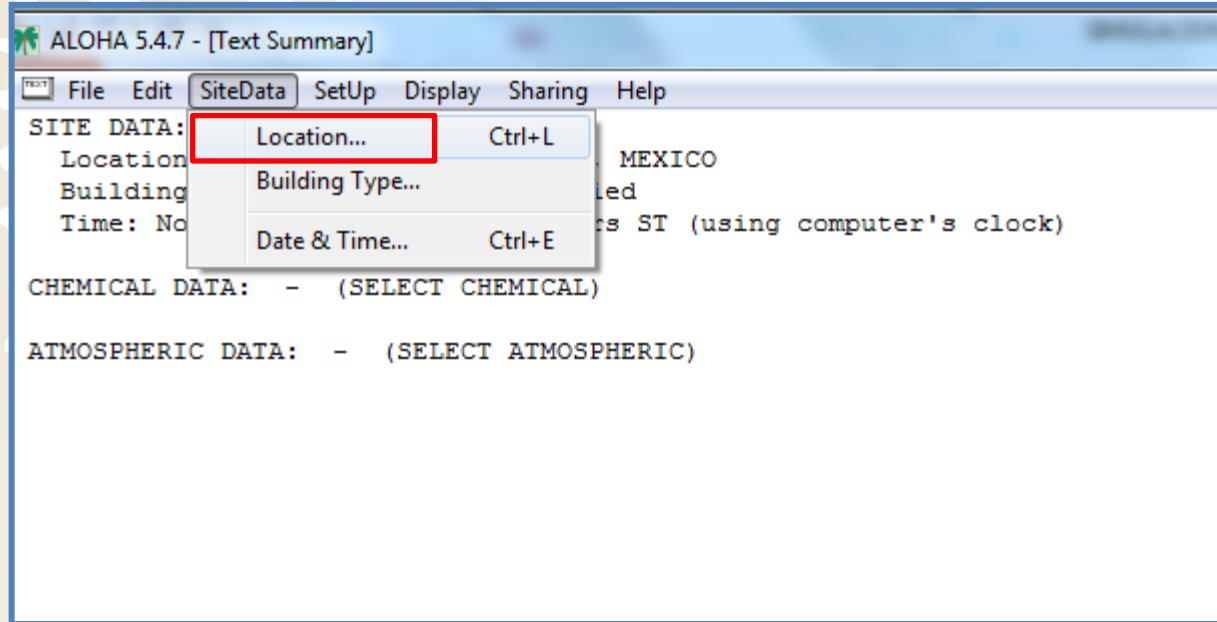 ALOHA 5.4.7 - [Text Summary]
TEXT File Edit SiteData SetUp Display Sharing Help
SITE DATA:
Location... Ctrl+L
Location MEXICO
Building Type...
Building ied
Time: No rs ST (using computer's clock)
Date & Time... Ctrl+E
CHEMICAL DATA: - (SELECT CHEMICAL)
ATMOSPHERIC DATA: - (SELECT ATMOSPHERIC)